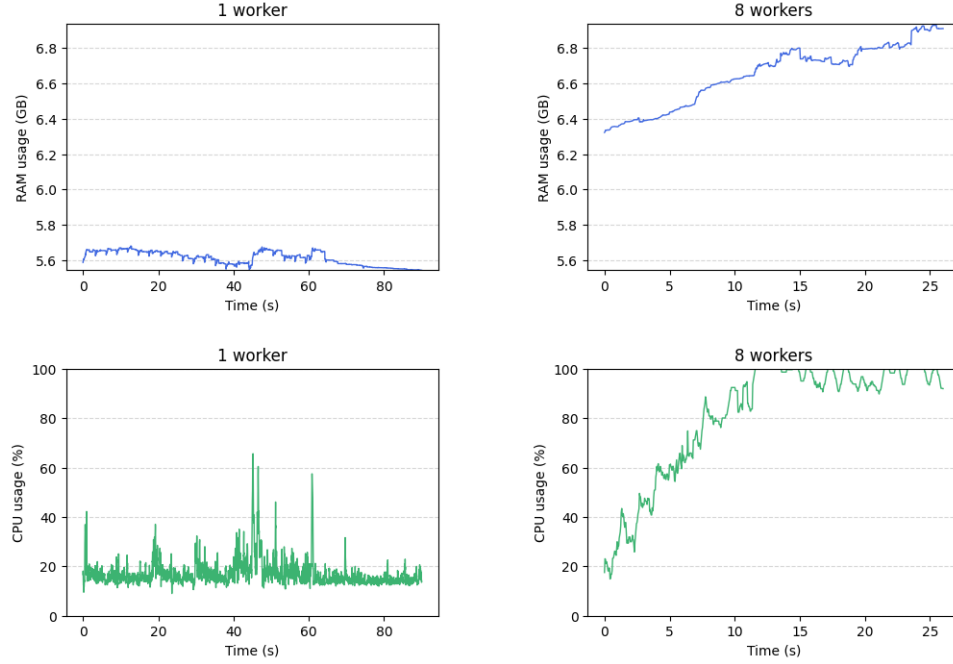 1 worker
RAM usage (GB)
6.8
6.6
6.4
6.2
6.0
5.8
5.6
0 20 40 60 80
Time (s)
8 workers
RAM usage (GB)
6.8
6.6
6.4
6.2
6.0
5.8
5.6
0 5 10 15 20 25
Time (s)
1 worker
CPU usage (%)
100
80
60
40
20
0
0 20 40 60 80
Time (s)
8 workers
CPU usage (%)
100
80
60
40
20
0
0 5 10 15 20 25
Time (s)